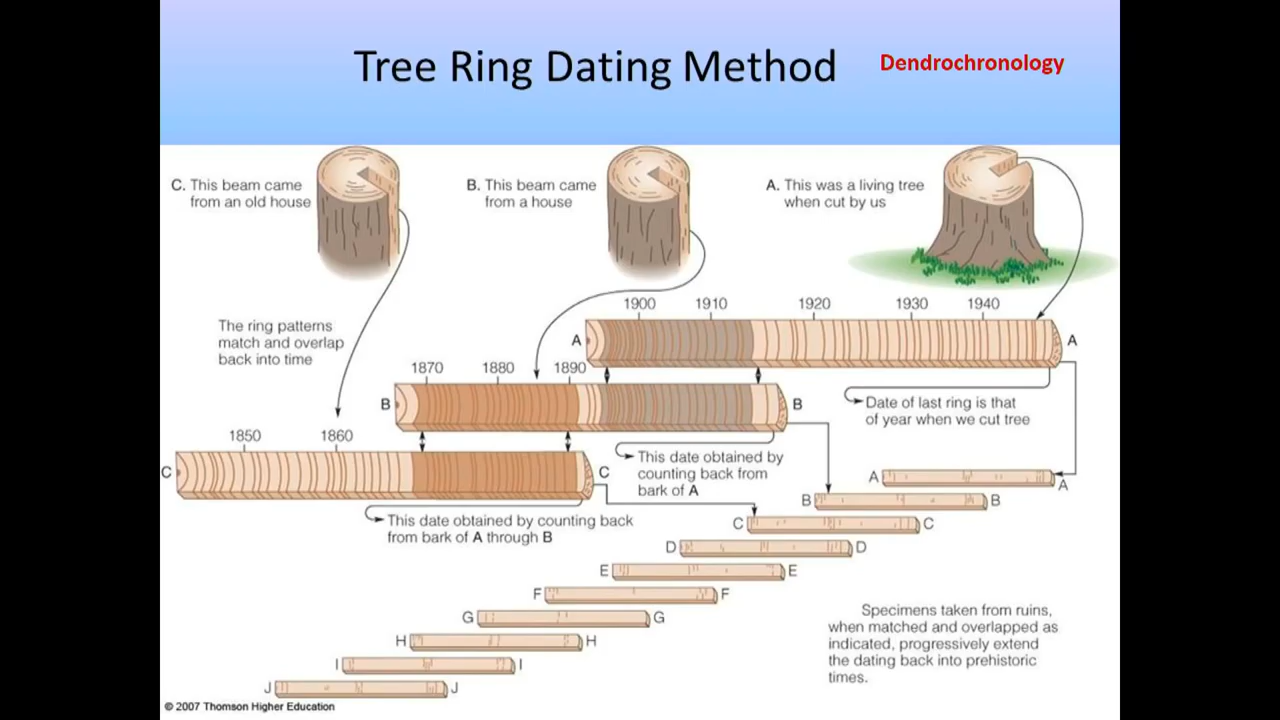 Tree Ring Dating Method
Dendrochronology
C. This beam came
from an old house
B. This beam came
from a house
A. This was a living tree
when cut by us
The ring patterns
match and overlap
back into time
1900 1910 1920 1930 1940
A A
1870 1880 1890
B B
Date of last ring is that
of year when we cut tree
1850 1860
C C
This date obtained by
counting back from
bark of A
This date obtained by counting back
from bark of A through B
A A
B B
C C
D D
E E
F F
G G
H H
I I
J J
Specimens taken from ruins,
when matched and overlapped as
indicated, progressively extend
the dating back into prehistoric
times.
© 2007 Thomson Higher Education